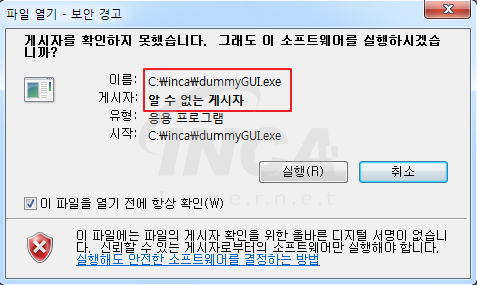 파일 열기 - 보안 경고
게시자를 확인하지 못했습니다. 그래도 이 소프트웨어를 실행하시겠습
니까?
이름: C:\inca\dummyGUI.exe
게시자: 알 수 없는 게시자
유형: 응용 프로그램
시작: C:\inca\dummyGUI.exe
INCA
internet
실행(R) 취소
이 파일을 열기 전에 항상 확인(W)
이 파일에는 파일의 게시자 확인을 위한 올바른 디지털 서명이 없습니
다. 신뢰할 수 있는 게시자로부터의 소프트웨어만 실행해야 합니다.
실행해도 안전한 소프트웨어를 결정하는 방법